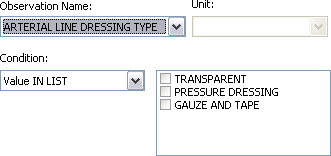 Observation Name: Unit:
ARTERIAL LINE DRESSING TYPE
Condition:
Value IN LIST
TRANSPARENT
PRESSURE DRESSING
GAUZE AND TAPE